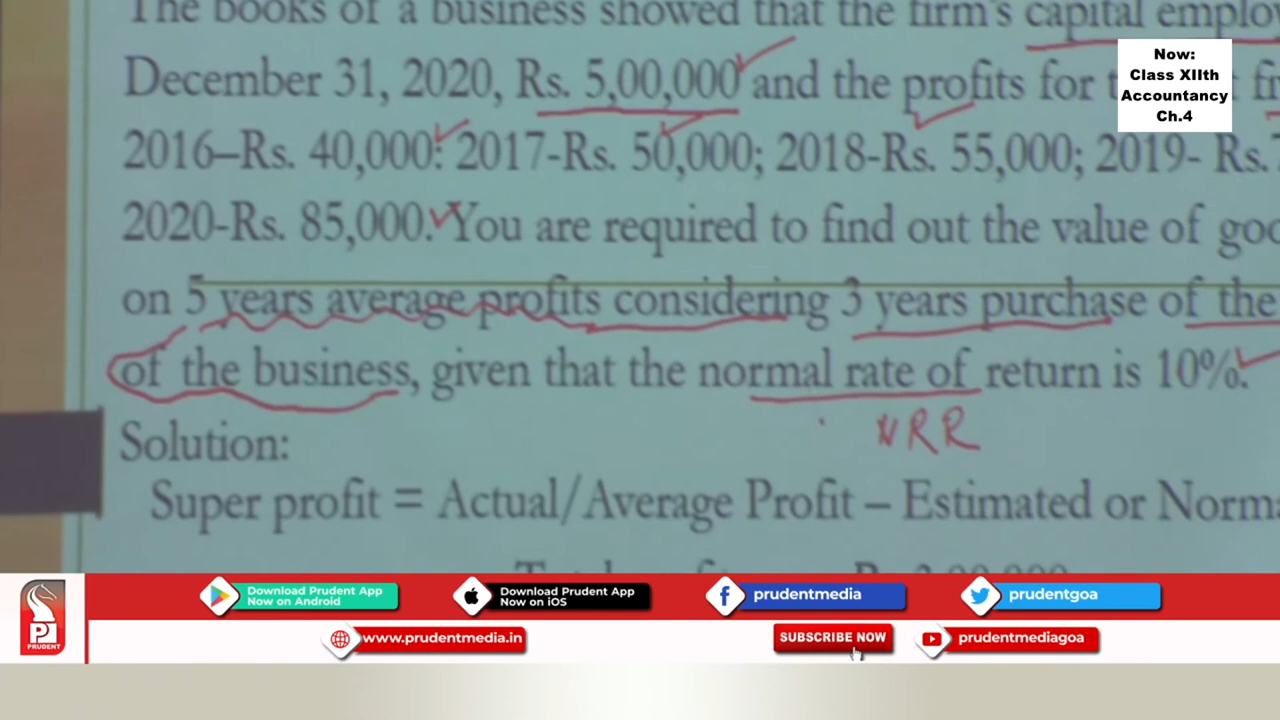 The books of a business showed that the firm's capital emplo
December 31, 2020, Rs. 5,00,000 and the profits for
2016–Rs. 40,000: 2017-Rs. 50,000; 2018-Rs. 55,000; 2019- Rs.
2020-Rs. 85,000. You are required to find out the value of goo
on 5 years average profits considering 3 years purchase of the
of the business, given that the normal rate of return is 10%.
NRR
Solution:
Super profit = Actual/Average Profit – Estimated or Norma
Now:
Class XIIth
Accountancy
Ch.4
Download Prudent App
Now on Android
Download Prudent App
Now on iOS
prudentmedia
prudentgoa
PRUDENT
www.prudentmedia.in
SUBSCRIBE NOW
prudentmediagoa